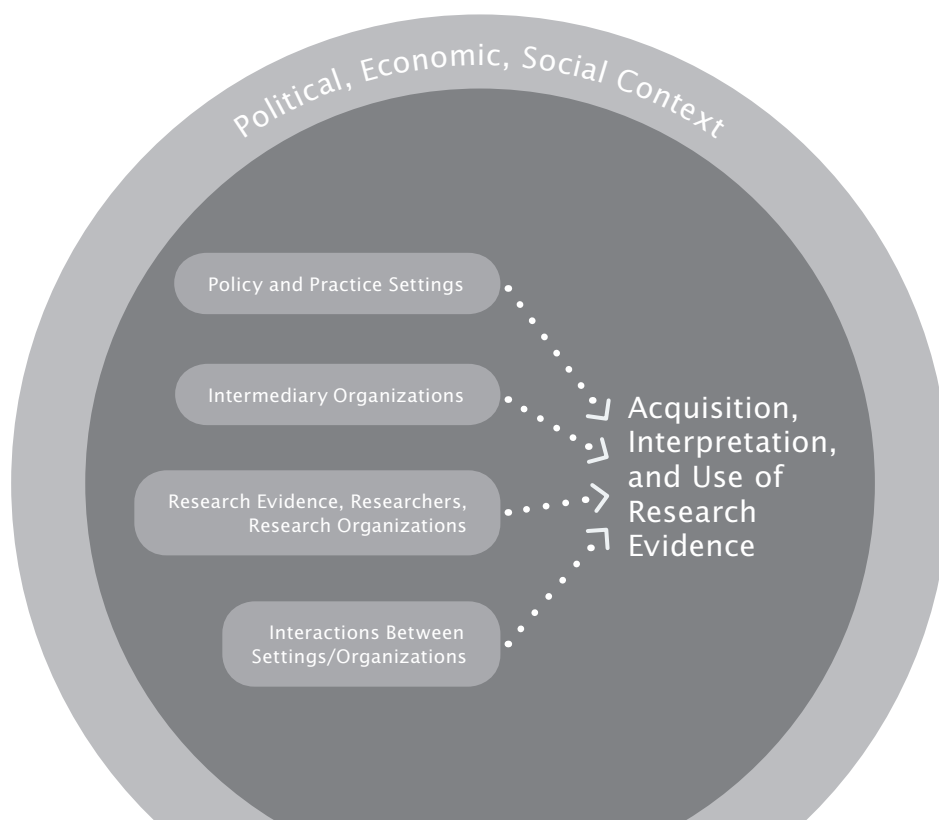 Political, Economic, Social Context
Policy and Practice Settings
Intermediary Organizations
Research Evidence, Researchers,
Research Organizations
Interactions Between
Settings/Organizations
Acquisition,
Interpretation,
and Use of
Research
Evidence